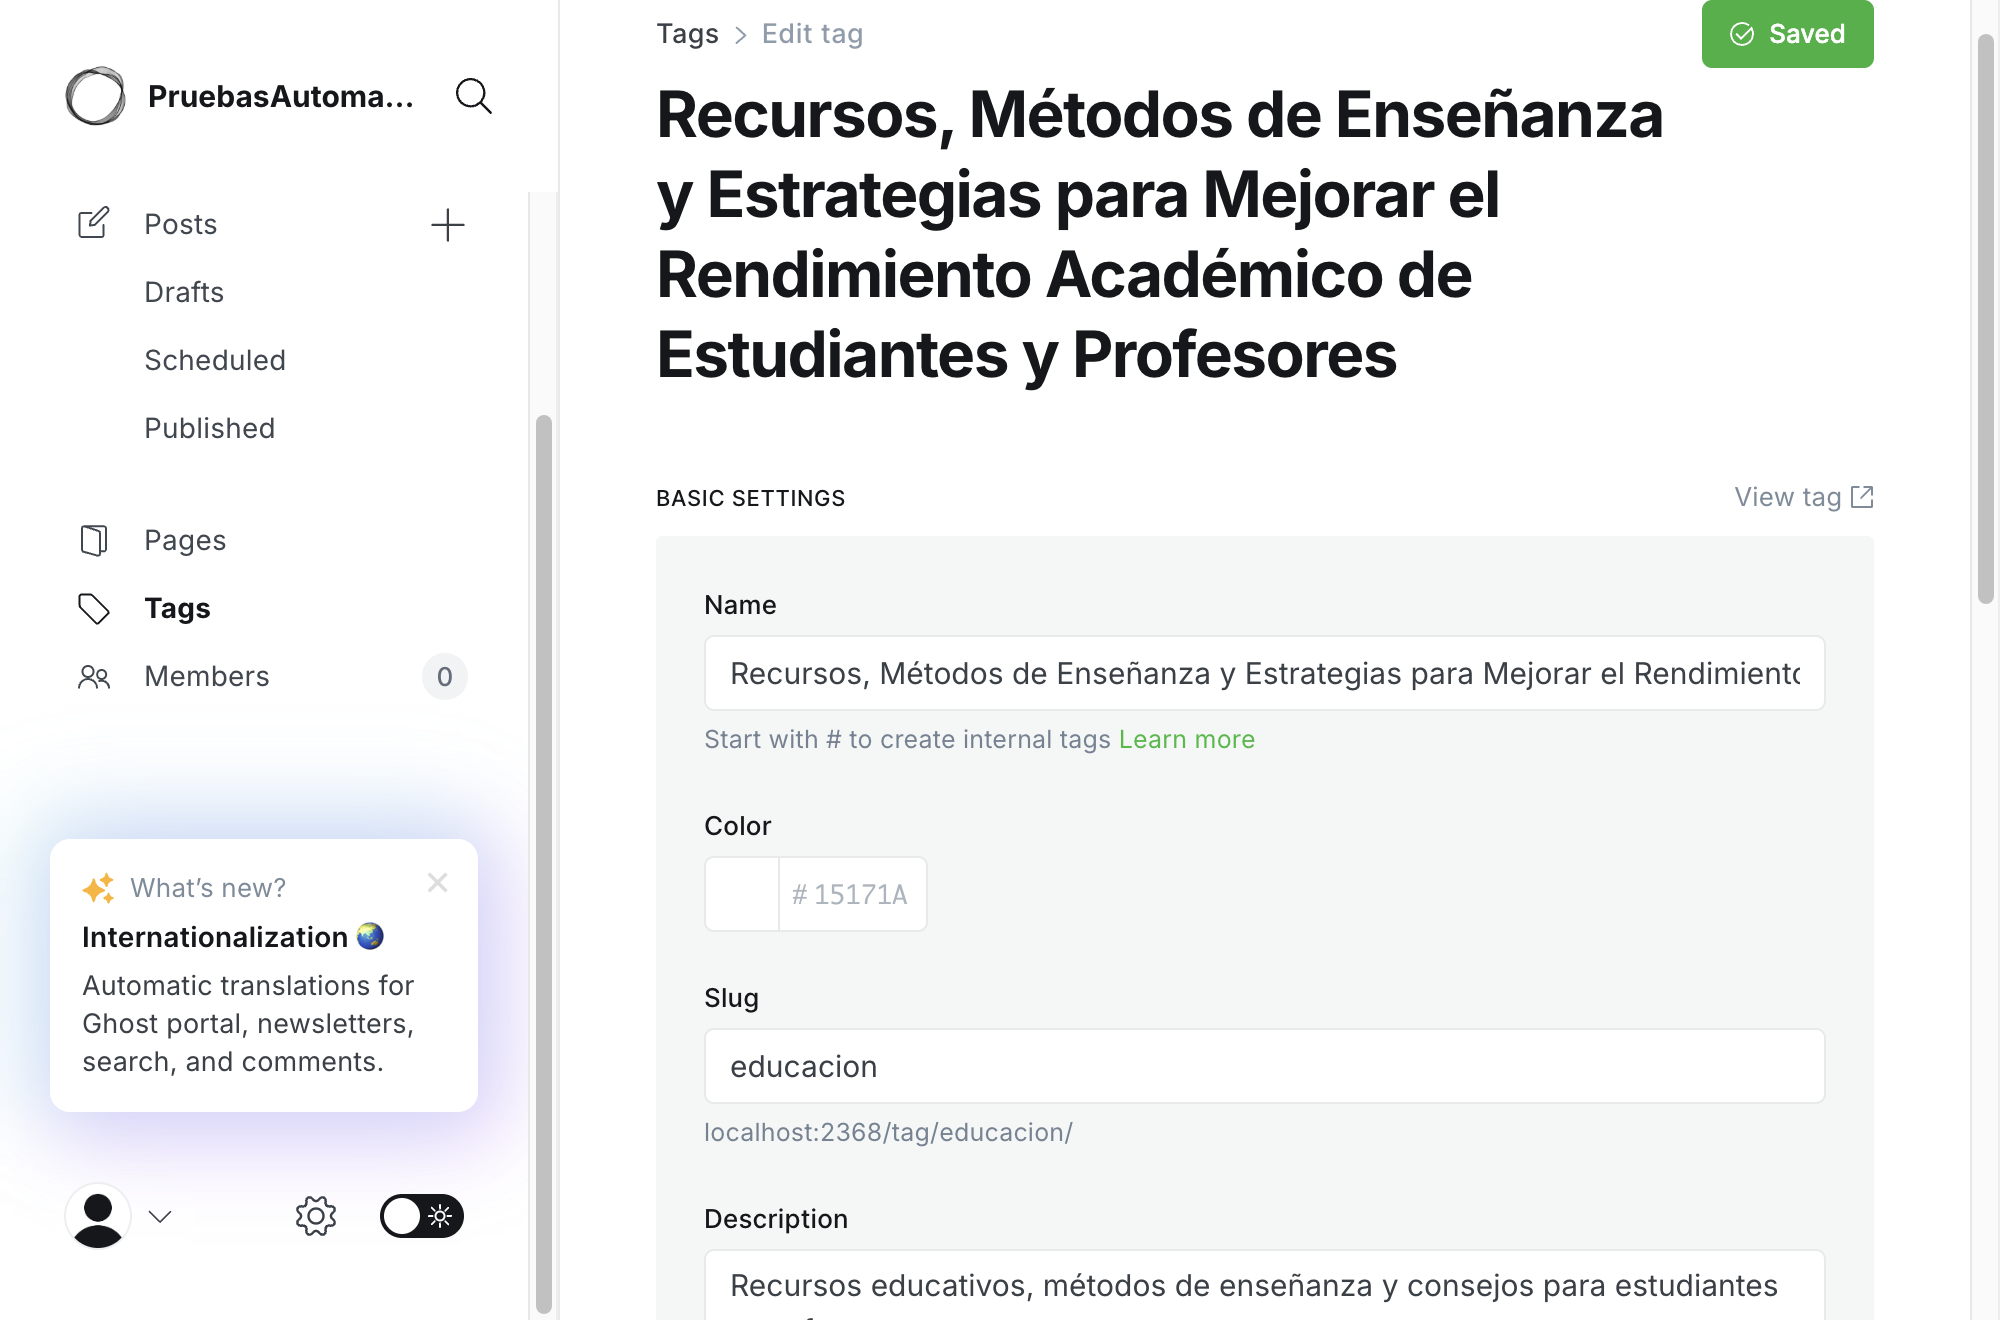 PruebasAutoma...
Posts
Drafts
Scheduled
Published
Pages
Tags
Members 0
What's new?
Internationalization 🌏
Automatic translations for
Ghost portal, newsletters,
search, and comments.
Tags > Edit tag
Saved
Recursos, Métodos de Enseñanza
y Estrategias para Mejorar el
Rendimiento Académico de
Estudiantes y Profesores
BASIC SETTINGS
View tag
Name
Recursos, Métodos de Enseñanza y Estrategias para Mejorar el Rendimiento
Start with # to create internal tags Learn more
Color
# 15171A
Slug
educacion
localhost:2368/tag/educacion/
Description
Recursos educativos, métodos de enseñanza y consejos para estudiantes